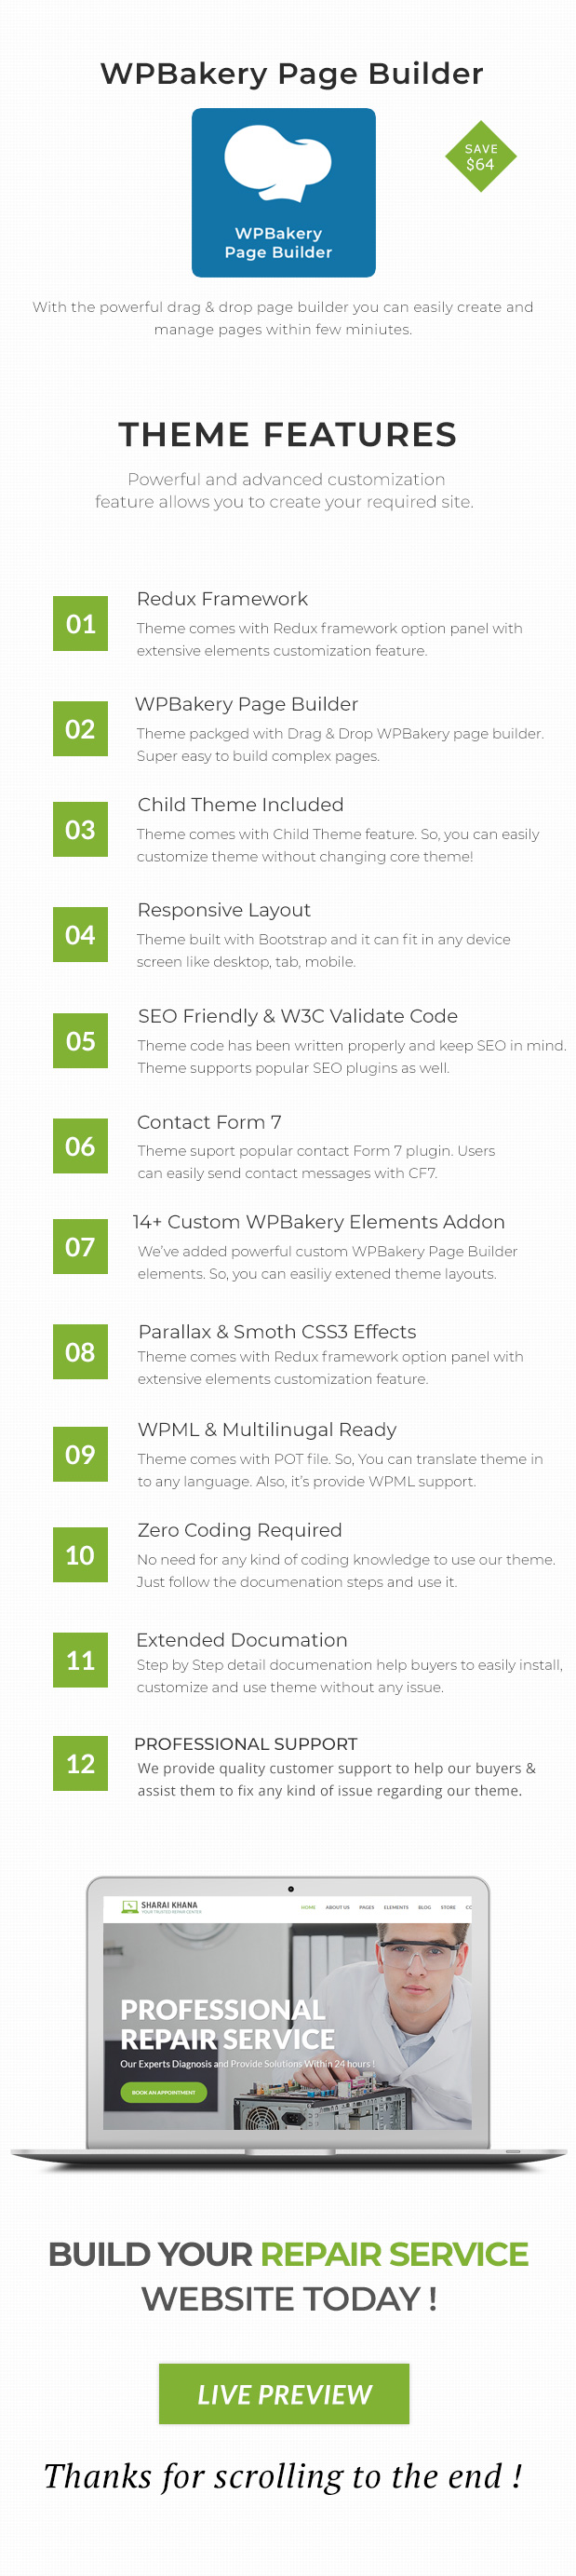 WPBakery Page Builder
SAVE
$64
WPBakery
Page Builder
With the powerful drag & drop page builder you can easily create and
manage pages within few miniutes.
THEME FEATURES
Powerful and advanced customization
feature allows you to create your required site.
01
Redux Framework
Theme comes with Redux framework option panel with
extensive elements customization feature.
02
WPBakery Page Builder
Theme packged with Drag & Drop WPBakery page builder.
Super easy to build complex pages.
03
Child Theme Included
Theme comes with Child Theme feature. So, you can easily
customize theme without changing core theme!
04
Responsive Layout
Theme built with Bootstrap and it can fit in any device
screen like desktop, tab, mobile.
05
SEO Friendly & W3C Validate Code
Theme code has been written properly and keep SEO in mind.
Theme supports popular SEO plugins as well.
06
Contact Form 7
Theme suport popular contact Form 7 plugin. Users
can easily send contact messages with CF7.
07
14+ Custom WPBakery Elements Addon
We've added powerful custom WPBakery Page Builder
elements. So, you can easiliy extened theme layouts.
08
Parallax & Smoth CSS3 Effects
Theme comes with Redux framework option panel with
extensive elements customization feature.
09
WPML & Multilinugal Ready
Theme comes with POT file. So, You can translate theme in
to any language. Also, it's provide WPML support.
10
Zero Coding Required
No need for any kind of coding knowledge to use our theme.
Just follow the documenation steps and use it.
11
Extended Documation
Step by Step detail documenation help buyers to easily install,
customize and use theme without any issue.
12
PROFESSIONAL SUPPORT
We provide quality customer support to help our buyers &
assist them to fix any kind of issue regarding our theme.
SHARAI KHANA
YOUR TRUSTED REPAIR CENTER
HOME ABOUT US PAGES ELEMENTS BLOG STORE CC
PROFESSIONAL
REPAIR SERVICE
Our Experts Diagnosis and Provide Solutions Within 24 hours !
BOOK AN APPOINTMENT
BUILD YOUR REPAIR SERVICE
WEBSITE TODAY !
LIVE PREVIEW
Thanks for scrolling to the end !